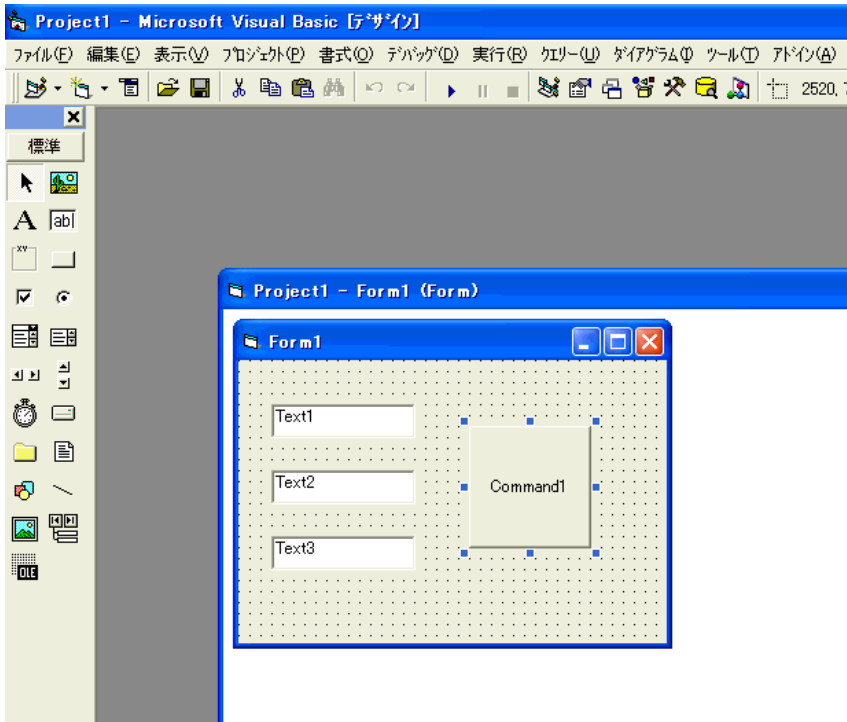 Project1 - Microsoft Visual Basic [ﾃﾞｻﾞｲﾝ]
ﾌｧｲﾙ(F) 編集(E) 表示(V) ﾌﾟﾛｼﾞｪｸﾄ(P) 書式(O) ﾃﾞﾊﾞｯｸﾞ(D) 実行(R) ｸｴﾘｰ(U) ﾀﾞｲｱｸﾞﾗﾑ(I) ﾂｰﾙ(T) ｱﾄﾞｲﾝ(A)
2520,
標準
A ab
xv
Project1 - Form1 (Form)
Form1
Text1
Text2
Command1
Text3
OLE